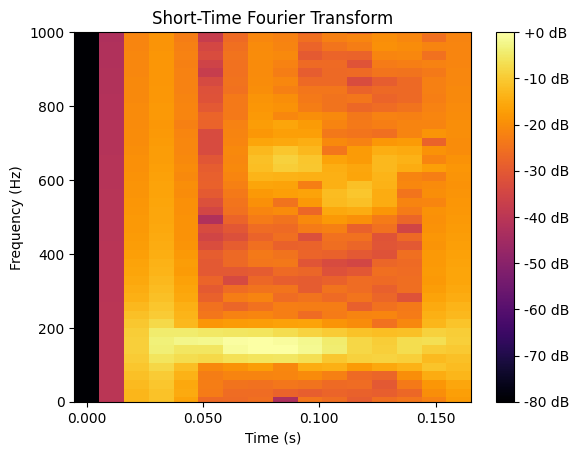 Short-Time Fourier Transform
1000
800
600
400
200
0
Frequency (Hz)
0.000
0.050
0.100
0.150
Time (s)
+0 dB
-10 dB
-20 dB
-30 dB
-40 dB
-50 dB
-60 dB
-70 dB
-80 dB